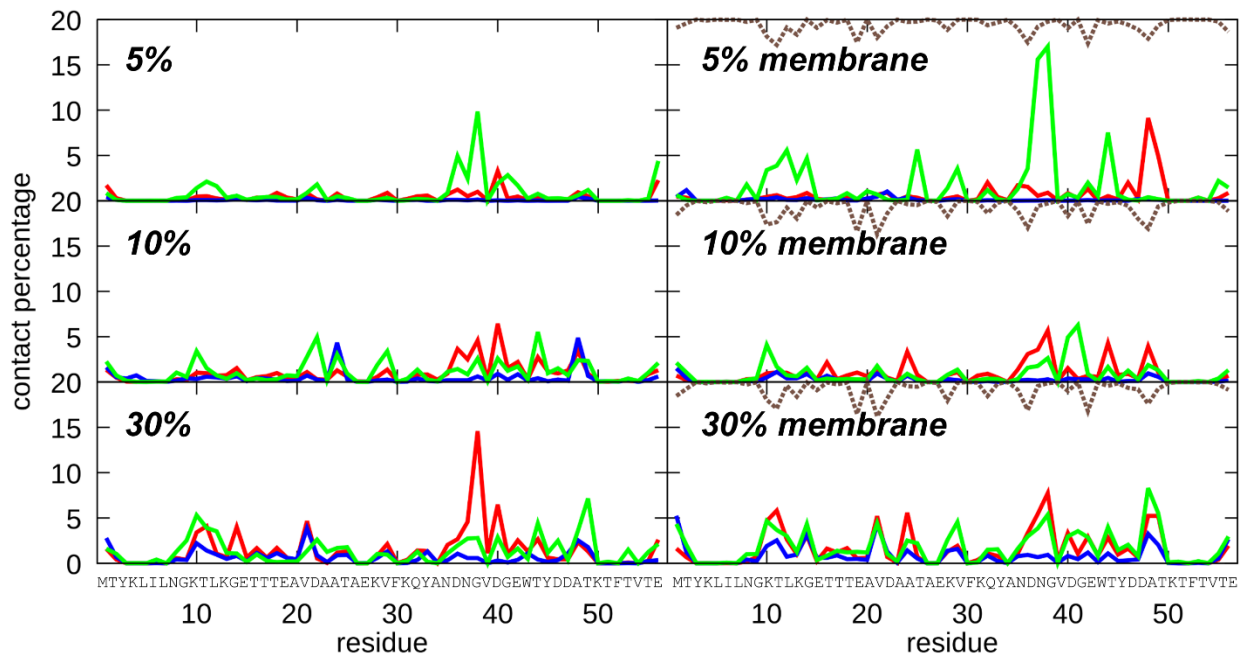 20
5%
5% membrane
15
10
5
20
10%
10% membrane
15
10
5
20
30%
30% membrane
15
10
5
0
contact percentage
MTYKLILNGKTLKGETTTEAVDAATAEKVFKQYANDNGVDGEWTYDDATKTFTVTE
MTYKLILNGKTLKGETTTEAVDAATAEKVFKQYANDNGVDGEWTYDDATKTFTVTE
10 20 30 40 50
10 20 30 40 50
residue
residue